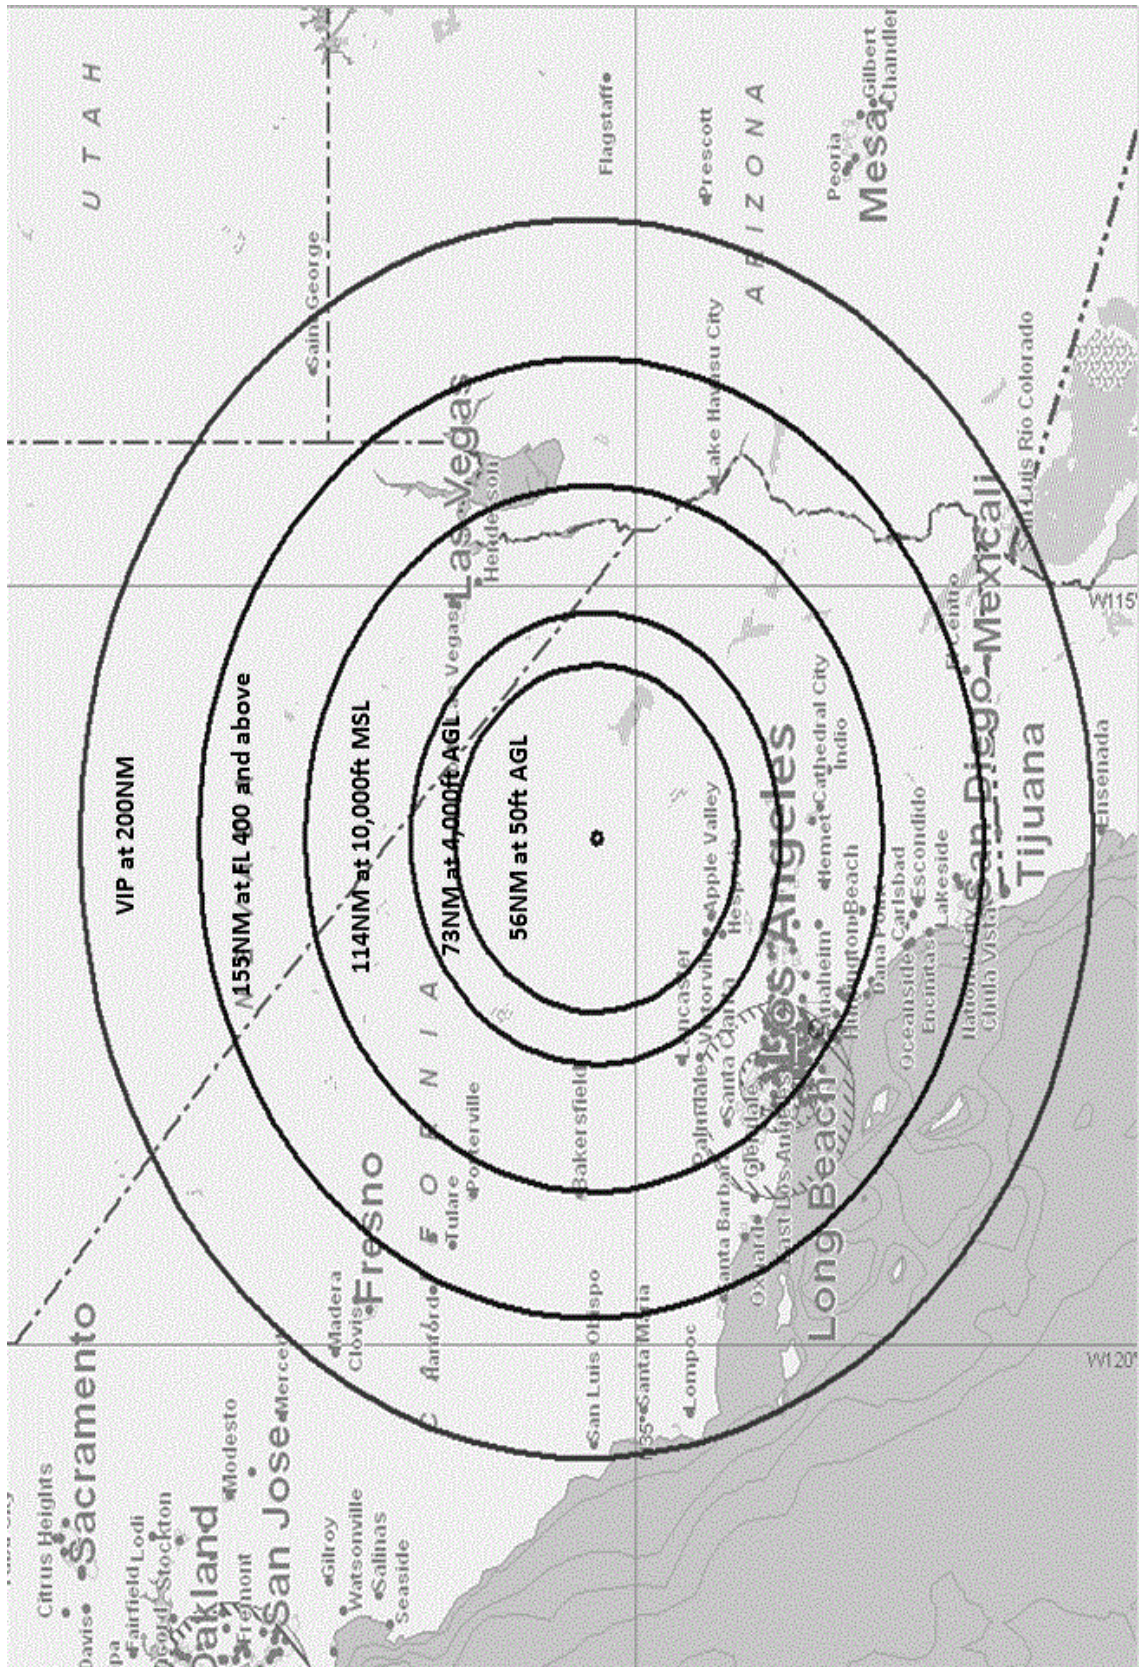 VIP at 200NM
155NM at FL 400 and above
114NM at 10,000ft MSL
73NM at 4,000ft AGL
56NM at 50ft AGL
UTAH
ARIZONA
CALIFORNIA
Saint George
Flagstaff
Prescott
Peoria
Mesa
Gilbert
Chandler
Las Vegas
Henderson
Las Vegas
Lake Havasu City
San Luis Rio Colorado
Mexicali
El Centro
W115°
San Diego
Tijuana
Ensenada
Los Angeles
Cathedral City
Indio
Hemet
Apple Valley
Hesperia
Victorville
Lancaster
Palmdale
Santa Clarita
Glendale
East Los Angeles
Long Beach
Anaheim
Huntington Beach
Dana Point
Carlsbad
Escondido
Lakeside
Oceanside
Encinitas
National City
Chula Vista
Santa Barbara
Oxnard
Bakersfield
Porterville
Tulare
Hanford
Fresno
Clovis
Madera
Merced
San Luis Obispo
Santa Maria
Lompoc
N35°
W120°
Sacramento
Citrus Heights
Davis
Fairfield
Lodi
Stockton
Modesto
Oakland
Fremont
San Jose
Gilroy
Watsonville
Salinas
Seaside